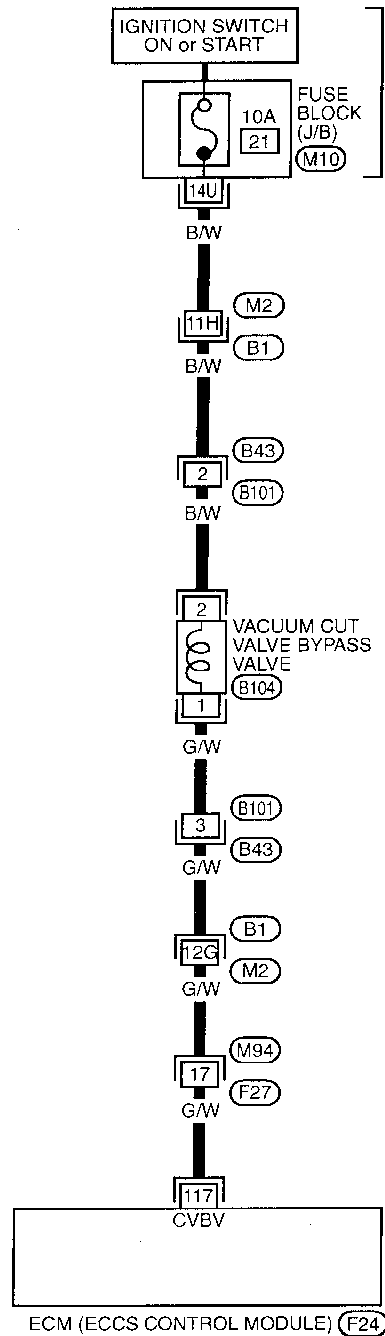 IGNITION SWITCH
ON or START
FUSE
BLOCK
(J/B)
10A
21
M10
14U
B/W
M2
11H
B1
B/W
B43
2
B101
B/W
2
VACUUM CUT
VALVE BYPASS
VALVE
B104
1
G/W
B101
3
B43
G/W
B1
12G
M2
G/W
M94
17
F27
G/W
117
CVBV
ECM (ECCS CONTROL MODULE) F24